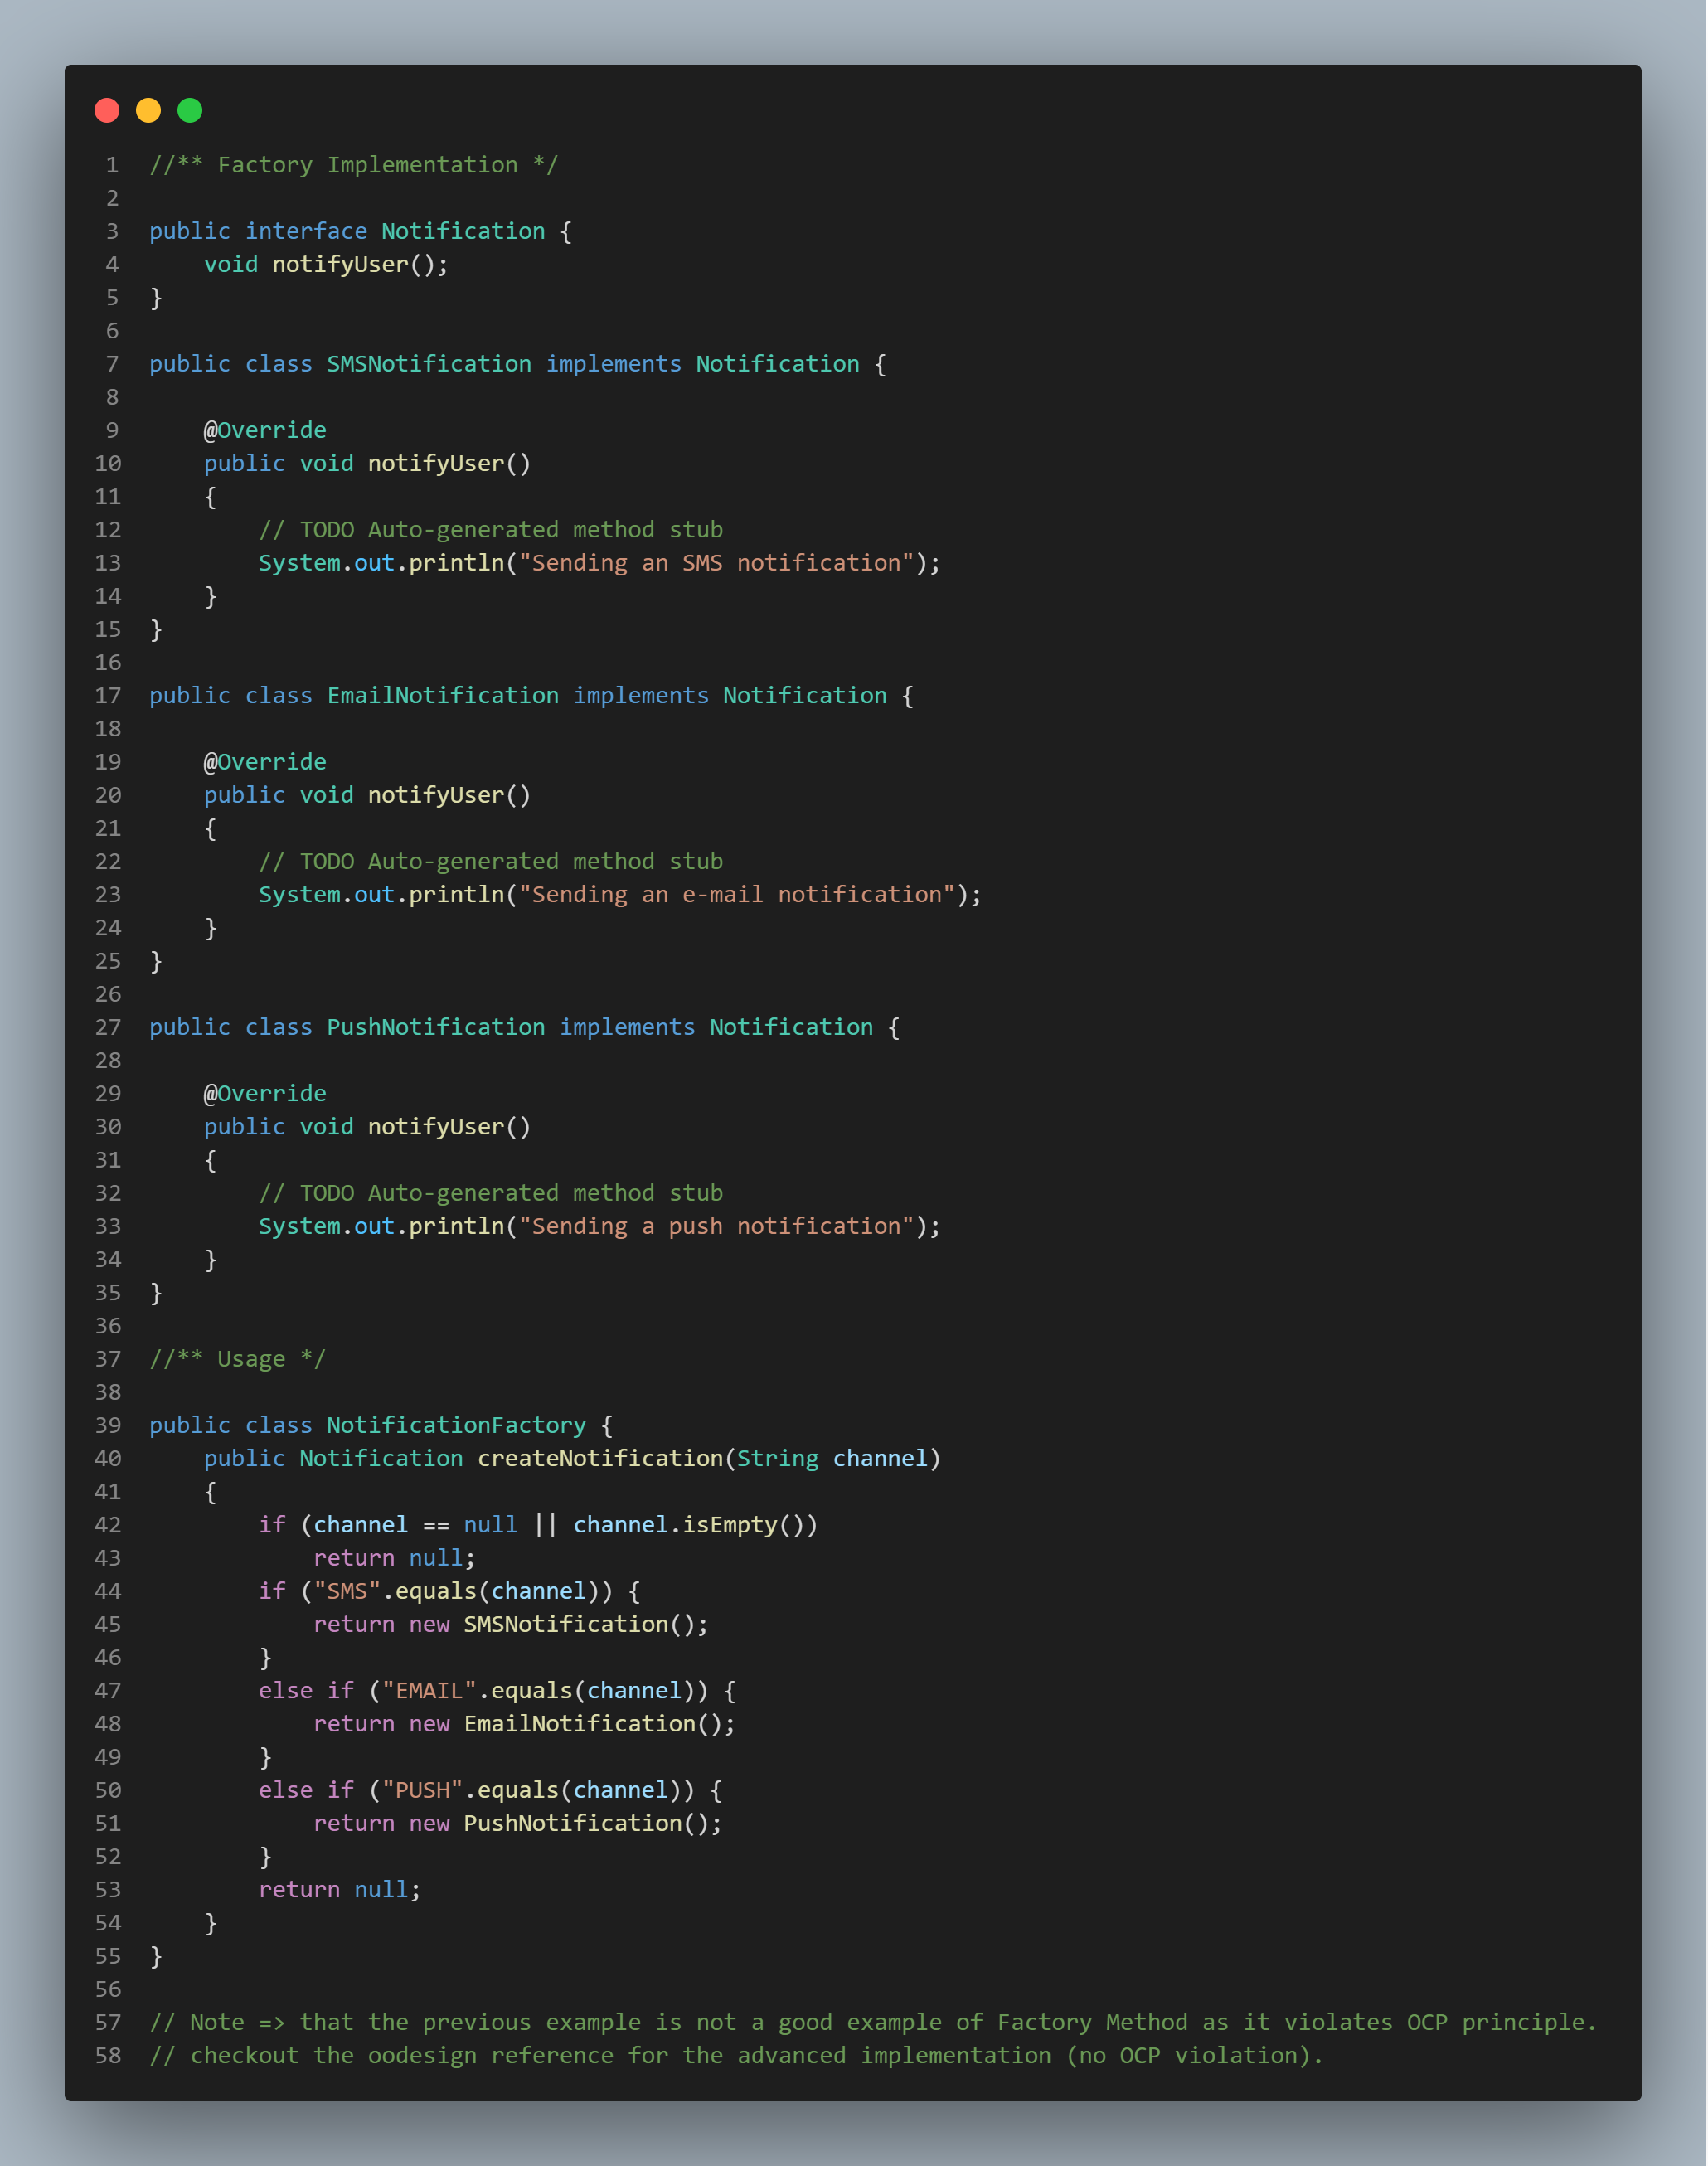 1 //** Factory Implementation */
2
3 public interface Notification {
4     void notifyUser();
5 }
6
7 public class SMSNotification implements Notification {
8
9     @Override
10     public void notifyUser()
11     {
12         // TODO Auto-generated method stub
13         System.out.println("Sending an SMS notification");
14     }
15 }
16
17 public class EmailNotification implements Notification {
18
19     @Override
20     public void notifyUser()
21     {
22         // TODO Auto-generated method stub
23         System.out.println("Sending an e-mail notification");
24     }
25 }
26
27 public class PushNotification implements Notification {
28
29     @Override
30     public void notifyUser()
31     {
32         // TODO Auto-generated method stub
33         System.out.println("Sending a push notification");
34     }
35 }
36
37 //** Usage */
38
39 public class NotificationFactory {
40     public Notification createNotification(String channel)
41     {
42         if (channel == null || channel.isEmpty())
43             return null;
44         if ("SMS".equals(channel)) {
45             return new SMSNotification();
46         }
47         else if ("EMAIL".equals(channel)) {
48             return new EmailNotification();
49         }
50         else if ("PUSH".equals(channel)) {
51             return new PushNotification();
52         }
53         return null;
54     }
55 }
56
57 // Note => that the previous example is not a good example of Factory Method as it violates OCP principle.
58 // checkout the oodesign reference for the advanced implementation (no OCP violation).